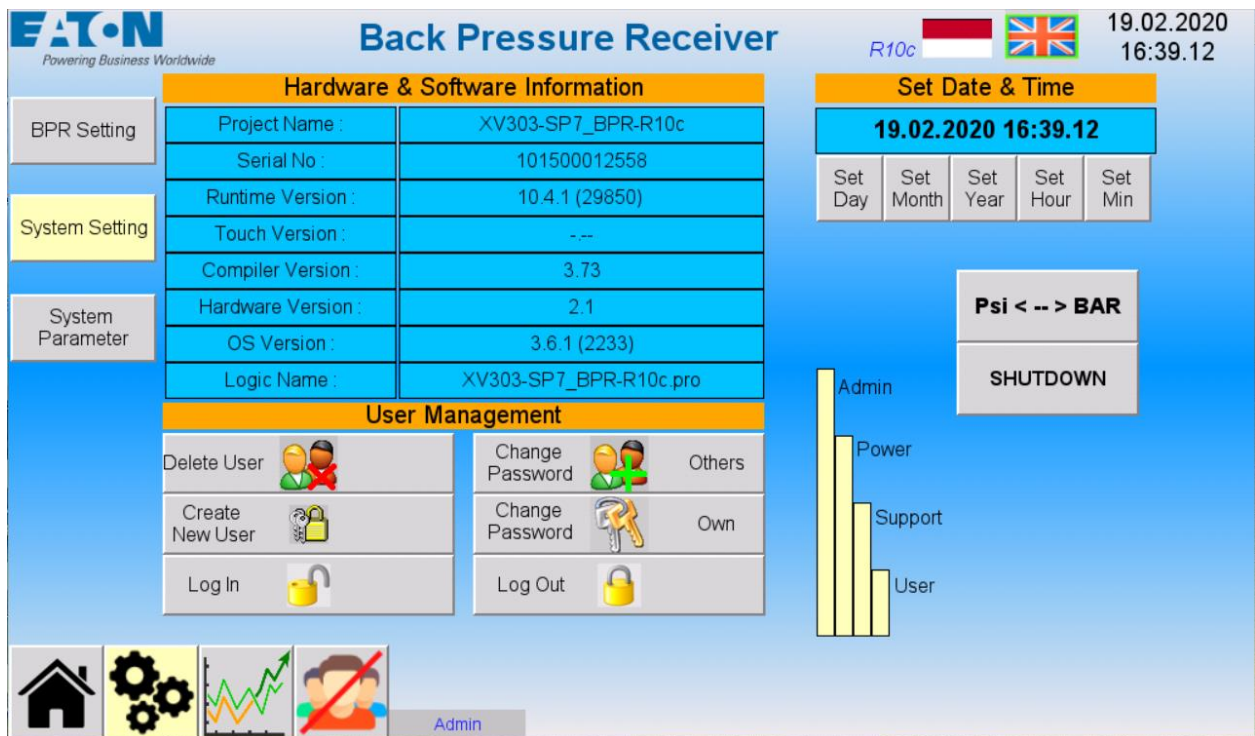 EATON
Powering Business Worldwide
Back Pressure Receiver
R10c
19.02.2020
16:39.12
BPR Setting
System Setting
System
Parameter
Hardware & Software Information
Project Name : XV303-SP7_BPR-R10c
Serial No : 101500012558
Runtime Version : 10.4.1 (29850)
Touch Version : -.--
Compiler Version : 3.73
Hardware Version : 2.1
OS Version : 3.6.1 (2233)
Logic Name : XV303-SP7_BPR-R10c.pro
User Management
Delete User
Change
Password
Others
Create
New User
Change
Password
Own
Log In
Log Out
Set Date & Time
19.02.2020 16:39.12
Set
Day
Set
Month
Set
Year
Set
Hour
Set
Min
Psi < -- > BAR
SHUTDOWN
Admin
Power
Support
User
Admin